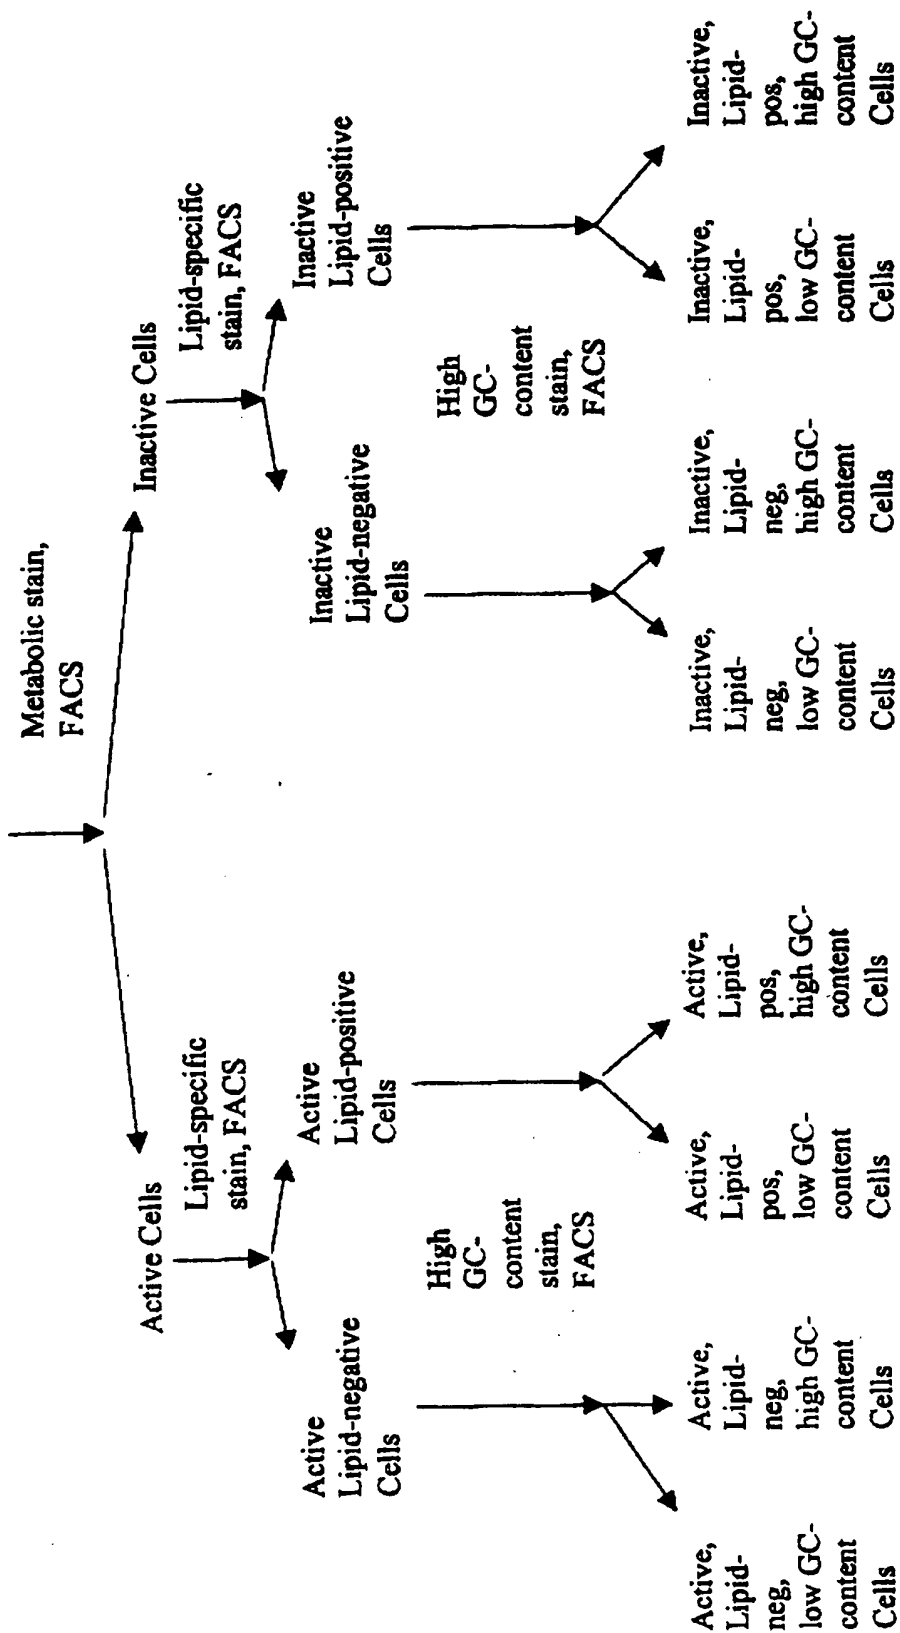 Metabolic stain,
FACS
Active Cells
Inactive Cells
Lipid-specific
stain, FACS
Lipid-specific
stain, FACS
Active
Lipid-negative
Cells
Active
Lipid-positive
Cells
Inactive
Lipid-negative
Cells
Inactive
Lipid-positive
Cells
High
GC-
content
stain,
FACS
High
GC-
content
stain,
FACS
Active,
Lipid-
neg,
low GC-
content
Cells
Active,
Lipid-
neg,
high GC-
content
Cells
Active,
Lipid-
pos,
low GC-
content
Cells
Active,
Lipid-
pos,
high GC-
content
Cells
Inactive,
Lipid-
neg,
low GC-
content
Cells
Inactive,
Lipid-
neg,
high GC-
content
Cells
Inactive,
Lipid-
pos,
low GC-
content
Cells
Inactive,
Lipid-
pos,
high GC-
content
Cells